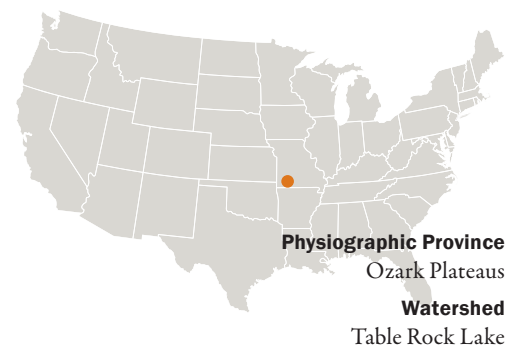 Physiographic Province
Ozark Plateaus
Watershed
Table Rock Lake